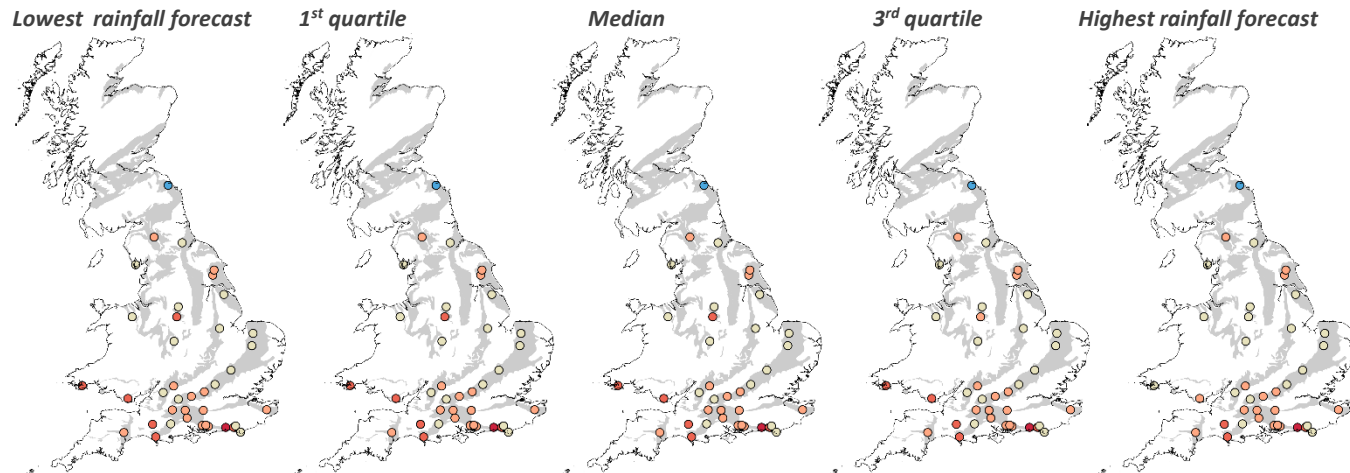 Lowest rainfall forecast
1st quartile
Median
3rd quartile
Highest rainfall forecast